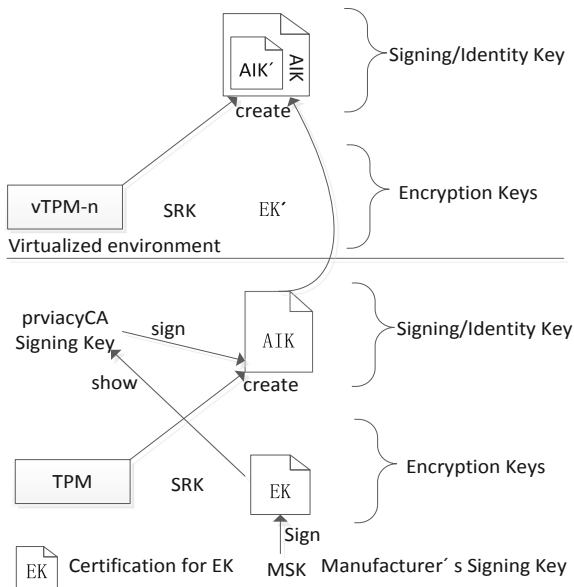 AIK´
AIK
Signing/Identity Key
create
Encryption Keys
vTPM-n
SRK
EK´
Virtualized environment
prviacyCA
Signing Key
sign
AIK
Signing/Identity Key
show
create
TPM
SRK
EK
Encryption Keys
Sign
EK
Certification for EK
MSK
Manufacturer´ s Signing Key